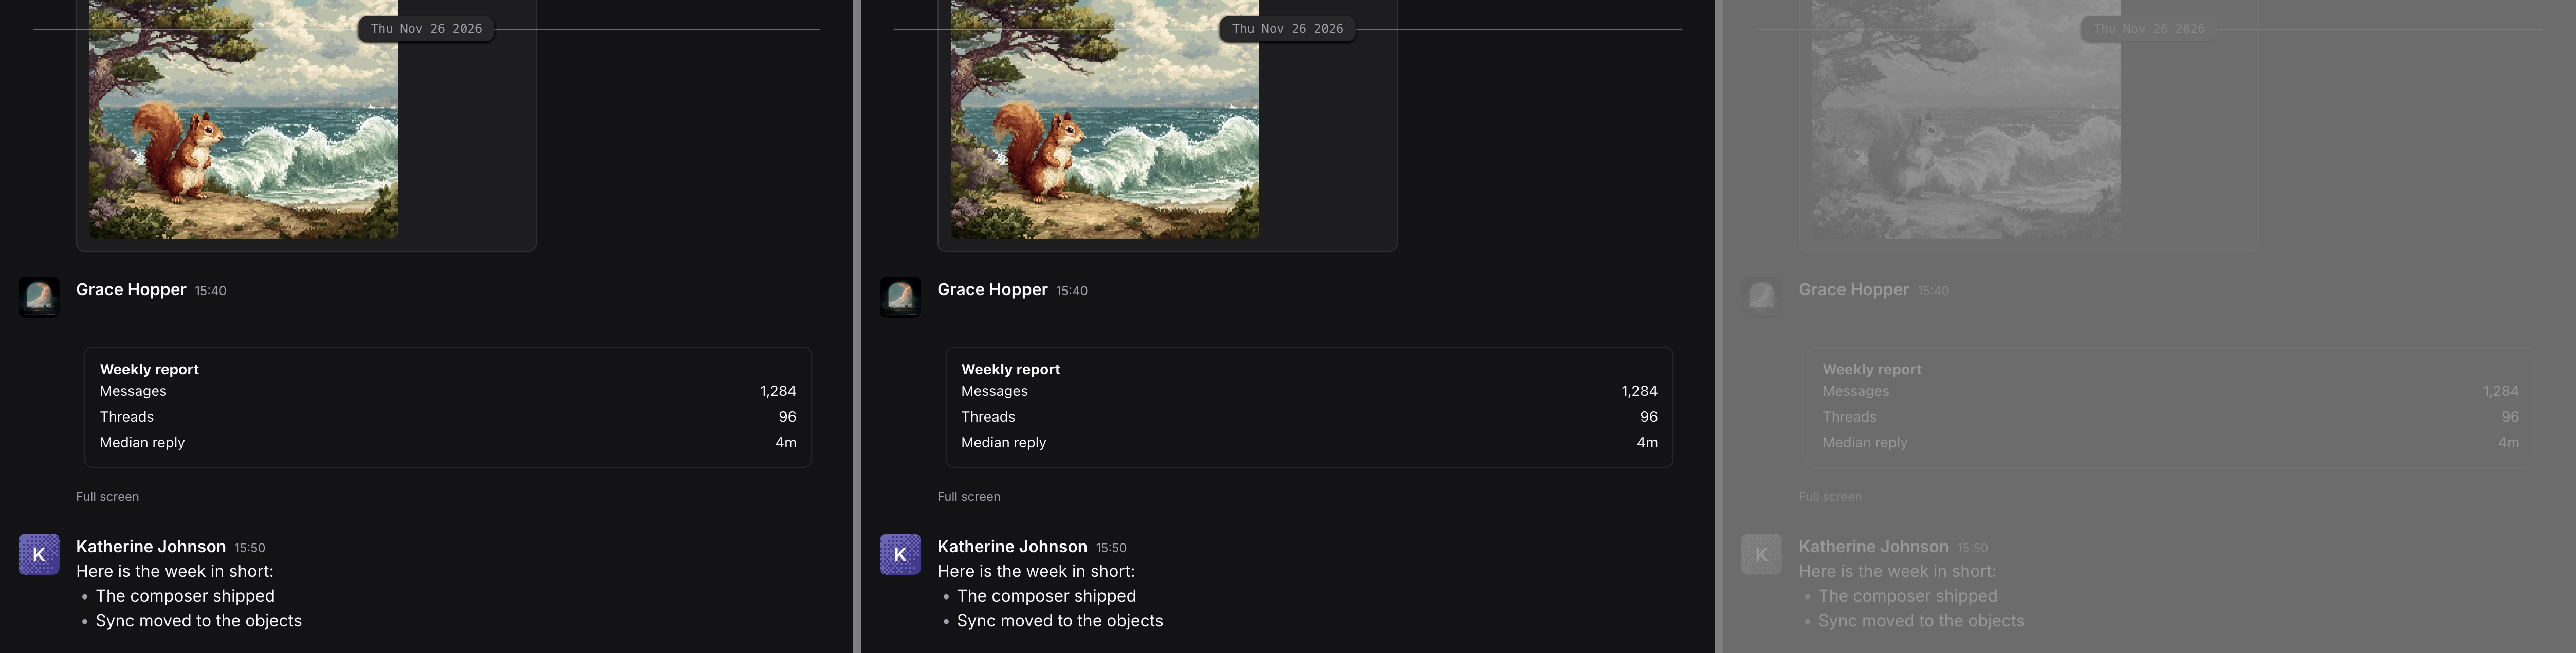 Thu Nov 26 2026
Grace Hopper 15:40
Weekly report
Messages 1,284
Threads 96
Median reply 4m
Full screen
K
Katherine Johnson 15:50
Here is the week in short:
• The composer shipped
• Sync moved to the objects
Thu Nov 26 2026
Grace Hopper 15:40
Weekly report
Messages 1,284
Threads 96
Median reply 4m
Full screen
K
Katherine Johnson 15:50
Here is the week in short:
• The composer shipped
• Sync moved to the objects
Thu Nov 26 2026
Grace Hopper 15:40
Weekly report
Messages 1,284
Threads 96
Median reply 4m
Full screen
K
Katherine Johnson 15:50
Here is the week in short:
• The composer shipped
• Sync moved to the objects